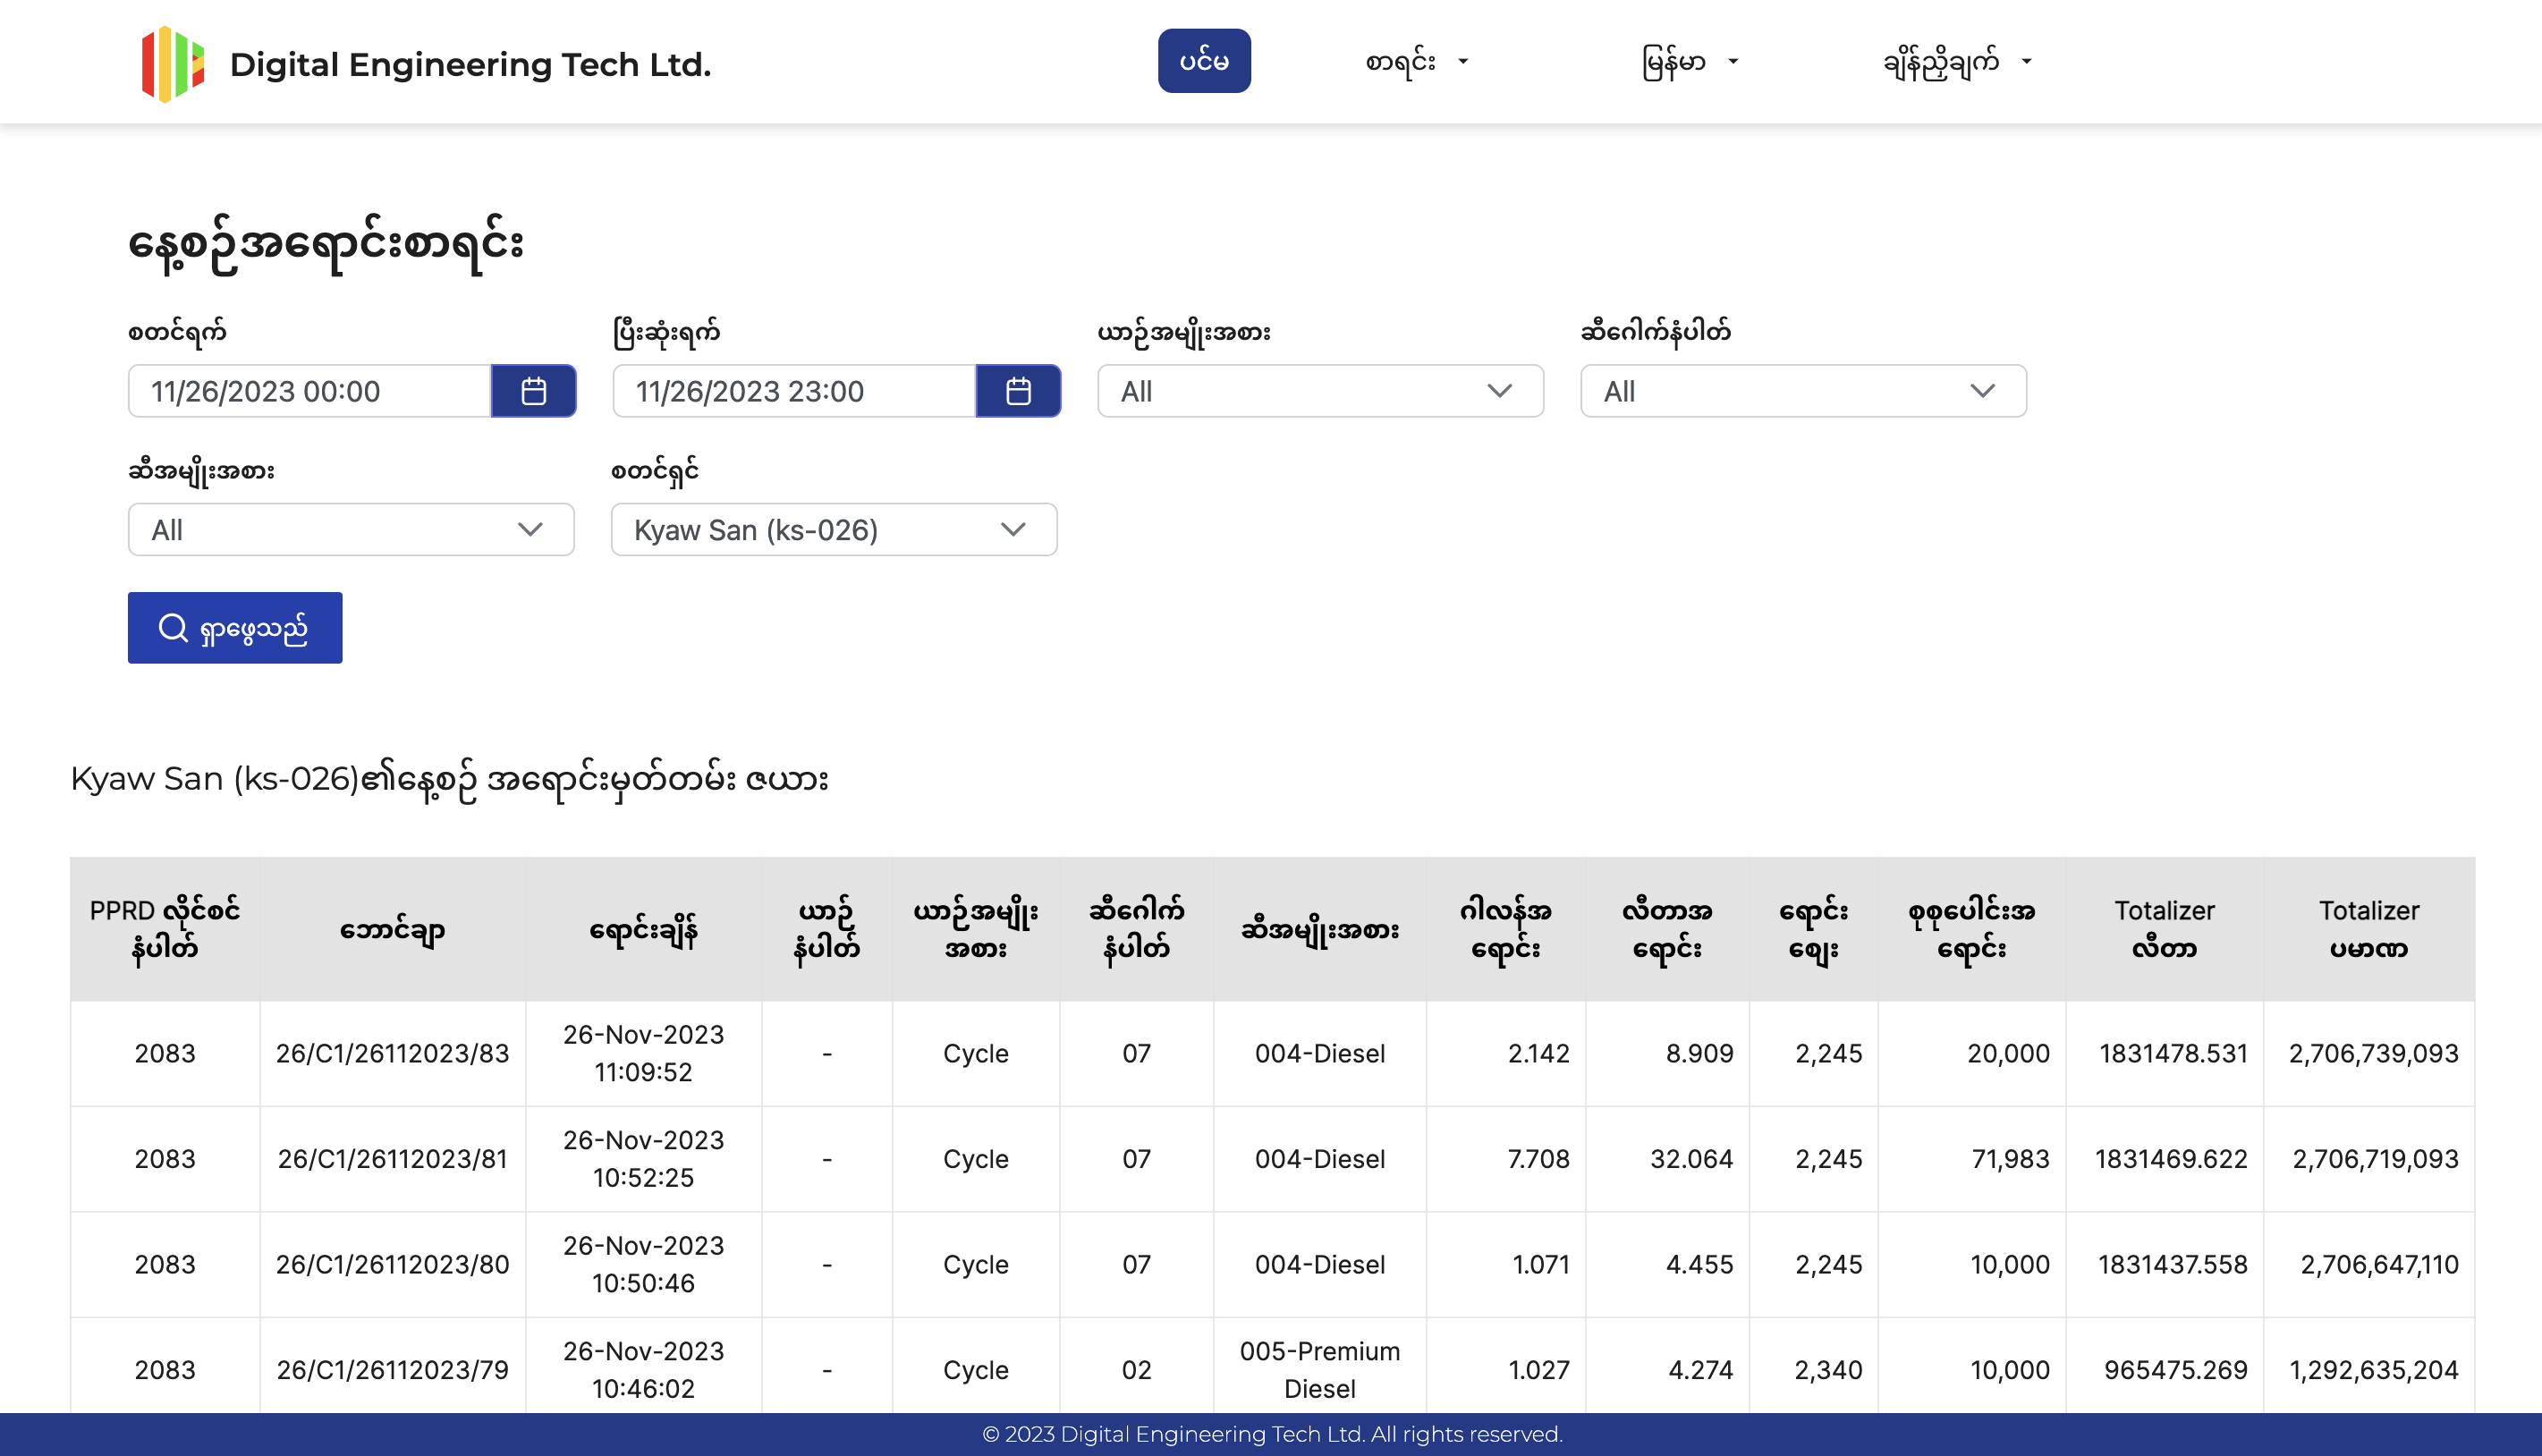 Digital Engineering Tech Ltd.
ပင်မ
စာရင်း
မြန်မာ
ချိန်ညှိချက်
နေ့စဉ်အရောင်းစာရင်း
စတင်ရက်
ပြီးဆုံးရက်
ယာဉ်အမျိုးအစား
ဆီဂေါက်နံပါတ်
11/26/2023 00:00
11/26/2023 23:00
All
All
ဆီအမျိုးအစား
စတင်ရှင်
All
Kyaw San (ks-026)
ရှာဖွေသည်
Kyaw San (ks-026)၏နေ့စဉ် အရောင်းမှတ်တမ်း ဇယား
PPRD လိုင်စင်
နံပါတ်
ဘောင်ချာ
ရောင်းချိန်
ယာဉ်
နံပါတ်
ယာဉ်အမျိုး
အစား
ဆီဂေါက်
နံပါတ်
ဆီအမျိုးအစား
ဂါလန်အ
ရောင်း
လီတာအ
ရောင်း
ရောင်း
ဈေး
စုစုပေါင်းအ
ရောင်း
Totalizer
လီတာ
Totalizer
ပမာဏ
2083 26/C1/26112023/83 26-Nov-2023 - Cycle 07 004-Diesel 2.142 8.909 2,245 20,000 1831478.531 2,706,739,093
11:09:52
2083 26/C1/26112023/81 26-Nov-2023 - Cycle 07 004-Diesel 7.708 32.064 2,245 71,983 1831469.622 2,706,719,093
10:52:25
2083 26/C1/26112023/80 26-Nov-2023 - Cycle 07 004-Diesel 1.071 4.455 2,245 10,000 1831437.558 2,706,647,110
10:50:46
2083 26/C1/26112023/79 26-Nov-2023 - Cycle 02 005-Premium 1.027 4.274 2,340 10,000 965475.269 1,292,635,204
10:46:02 Diesel
© 2023 Digital Engineering Tech Ltd. All rights reserved.